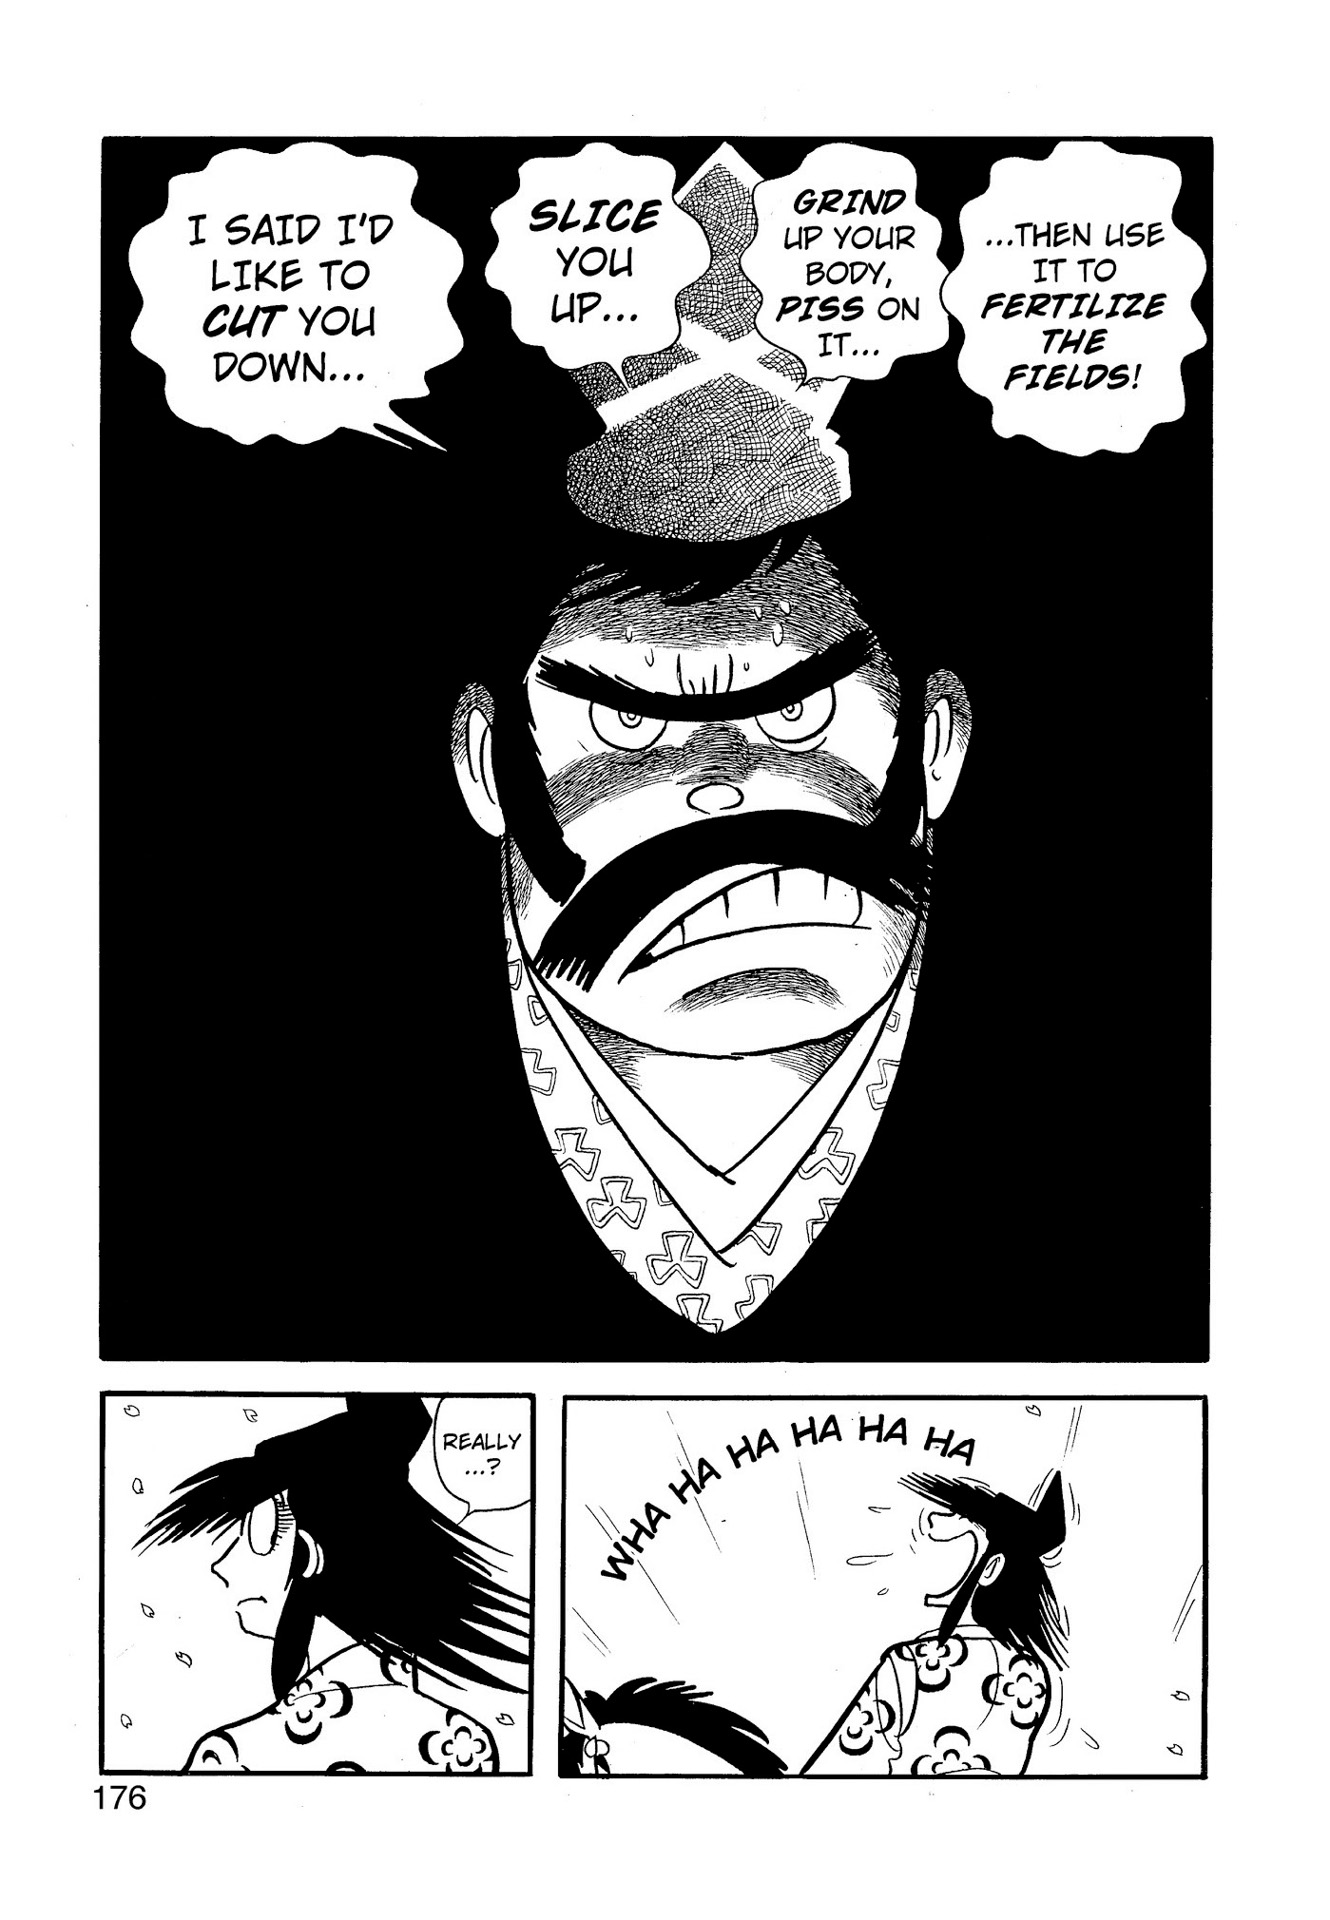 I SAID I'D
LIKE TO
CUT YOU
DOWN...
SLICE
YOU
UP...
GRIND
UP YOUR
BODY,
PISS ON
IT...
...THEN USE
IT TO
FERTILIZE
THE
FIELDS!
REALLY
...?
WHA HA HA HA HA HA
176